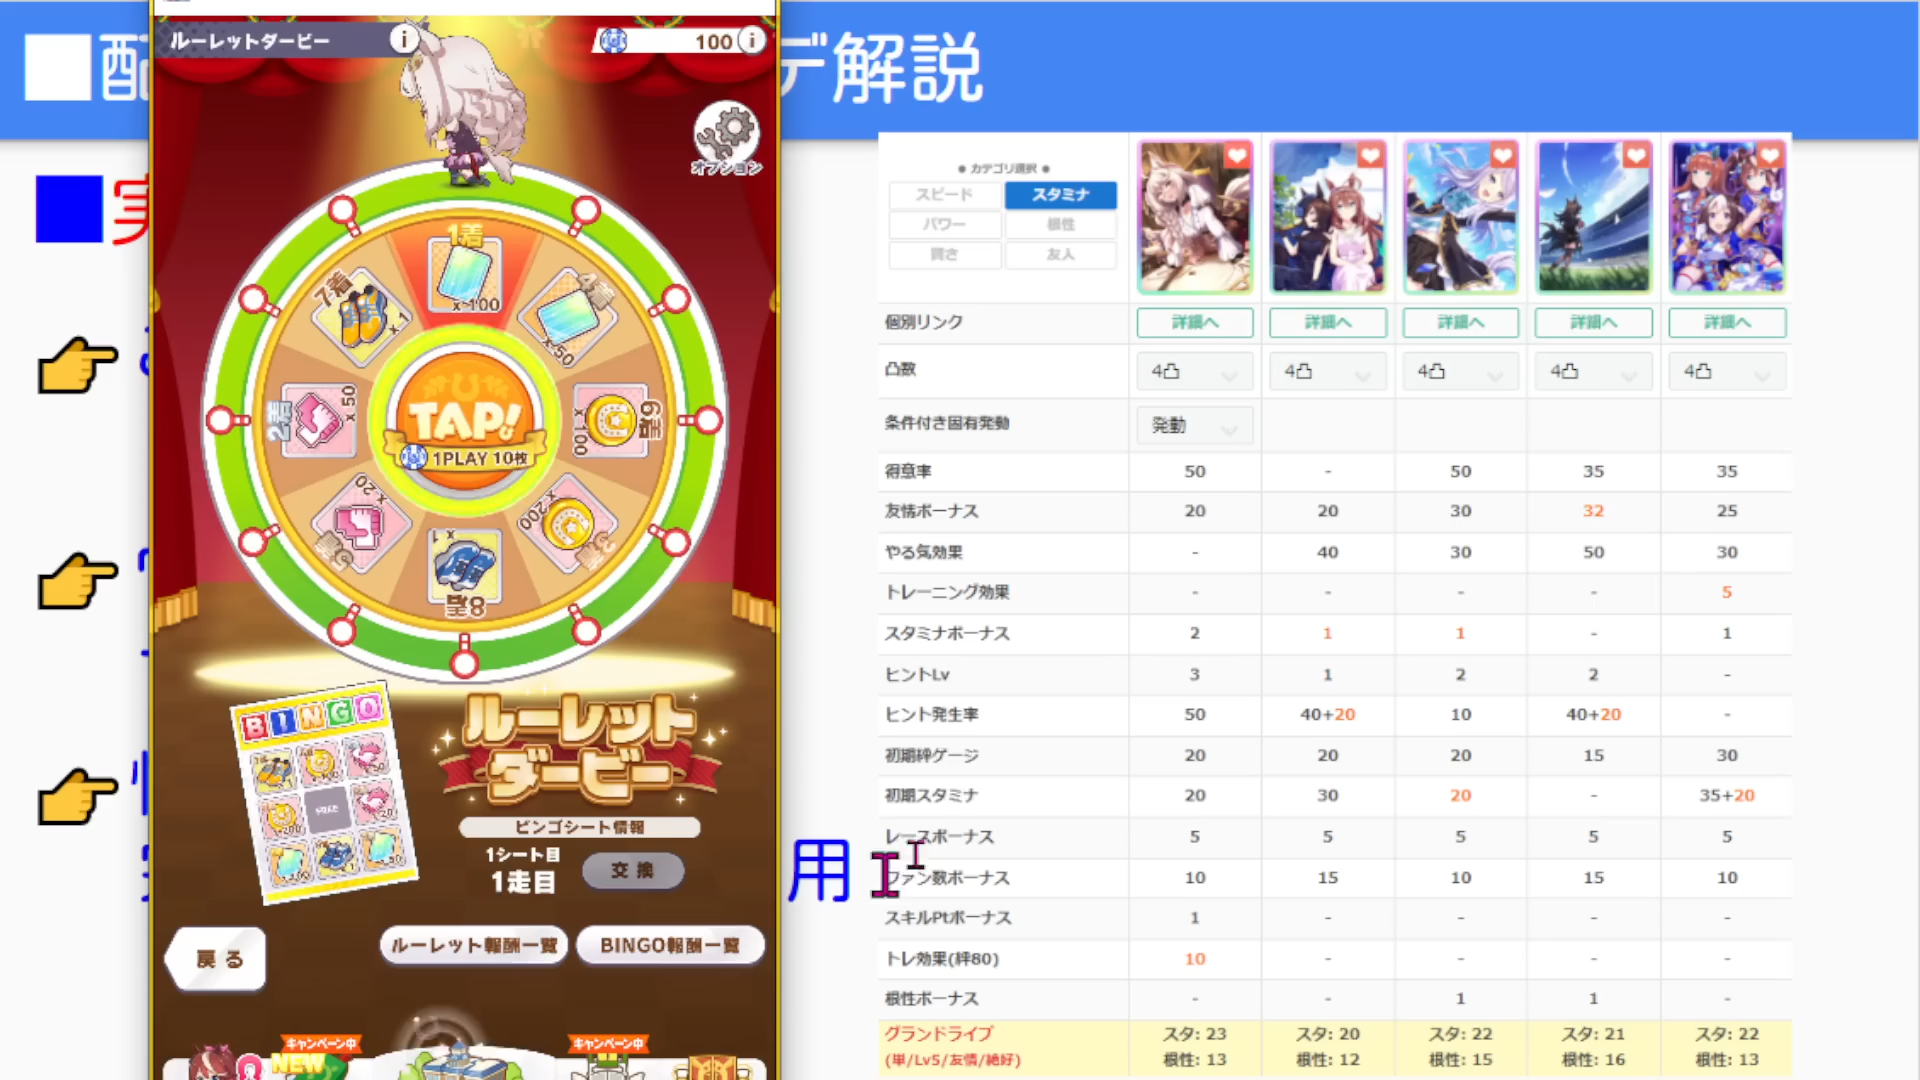 デ解説
ルーレットダービー
100
オプション
1着
x100
4着
x50
7着
x1
2着
x50
6着
x100
5着
x20
3着
x200
8着
x1
TAP!
1PLAY 10枚
BINGO
FREE
ルーレット
ダービー
ビンゴシート情報
1シート目
1走目
交換
戻る
ルーレット報酬一覧
BINGO報酬一覧
キャンペーン中
NEW
キャンペーン中
用
● カテゴリ選択 ●
スピード スタミナ
パワー 根性
賢さ 友人
個別リンク 詳細へ 詳細へ 詳細へ 詳細へ 詳細へ
凸数 4凸 4凸 4凸 4凸 4凸
条件付き固有発動 発動
得意率 50 - 50 35 35
友情ボーナス 20 20 30 32 25
やる気効果 - 40 30 50 30
トレーニング効果 - - - - 5
スタミナボーナス 2 1 1 - 1
ヒントLv 3 1 2 2 -
ヒント発生率 50 40+20 10 40+20 -
初期絆ゲージ 20 20 20 15 30
初期スタミナ 20 30 20 - 35+20
レースボーナス 5 5 5 5 5
ファン数ボーナス 10 15 10 15 10
スキルPtボーナス 1 - - - -
トレ効果(絆80) 10 - - - -
根性ボーナス - - 1 1 -
グランドライブ スタ: 23 スタ: 20 スタ: 22 スタ: 21 スタ: 22
(単/Lv5/友情/絶好) 根性: 13 根性: 12 根性: 15 根性: 16 根性: 13